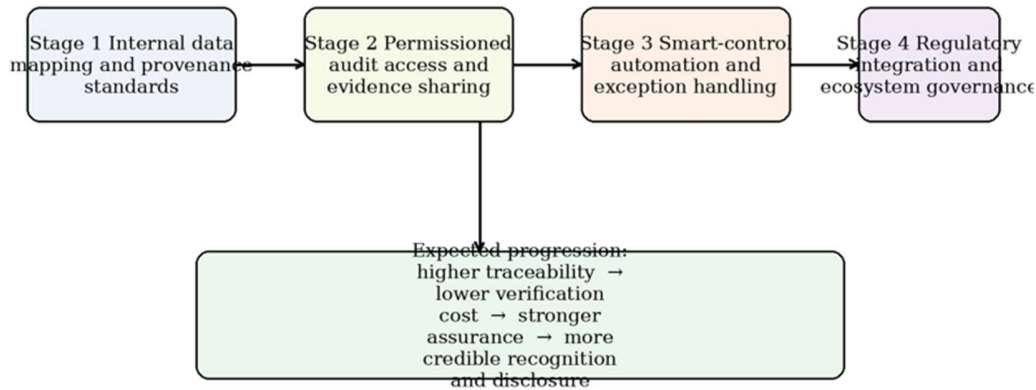 Stage 1 Internal data
mapping and provenance
standards
Stage 2 Permissioned
audit access and
evidence sharing
Stage 3 Smart-control
automation and
exception handling
Stage 4 Regulatory
integration and
ecosystem governance
Expected progression:
higher traceability →
lower verification
cost → stronger
assurance → more
credible recognition
and disclosure